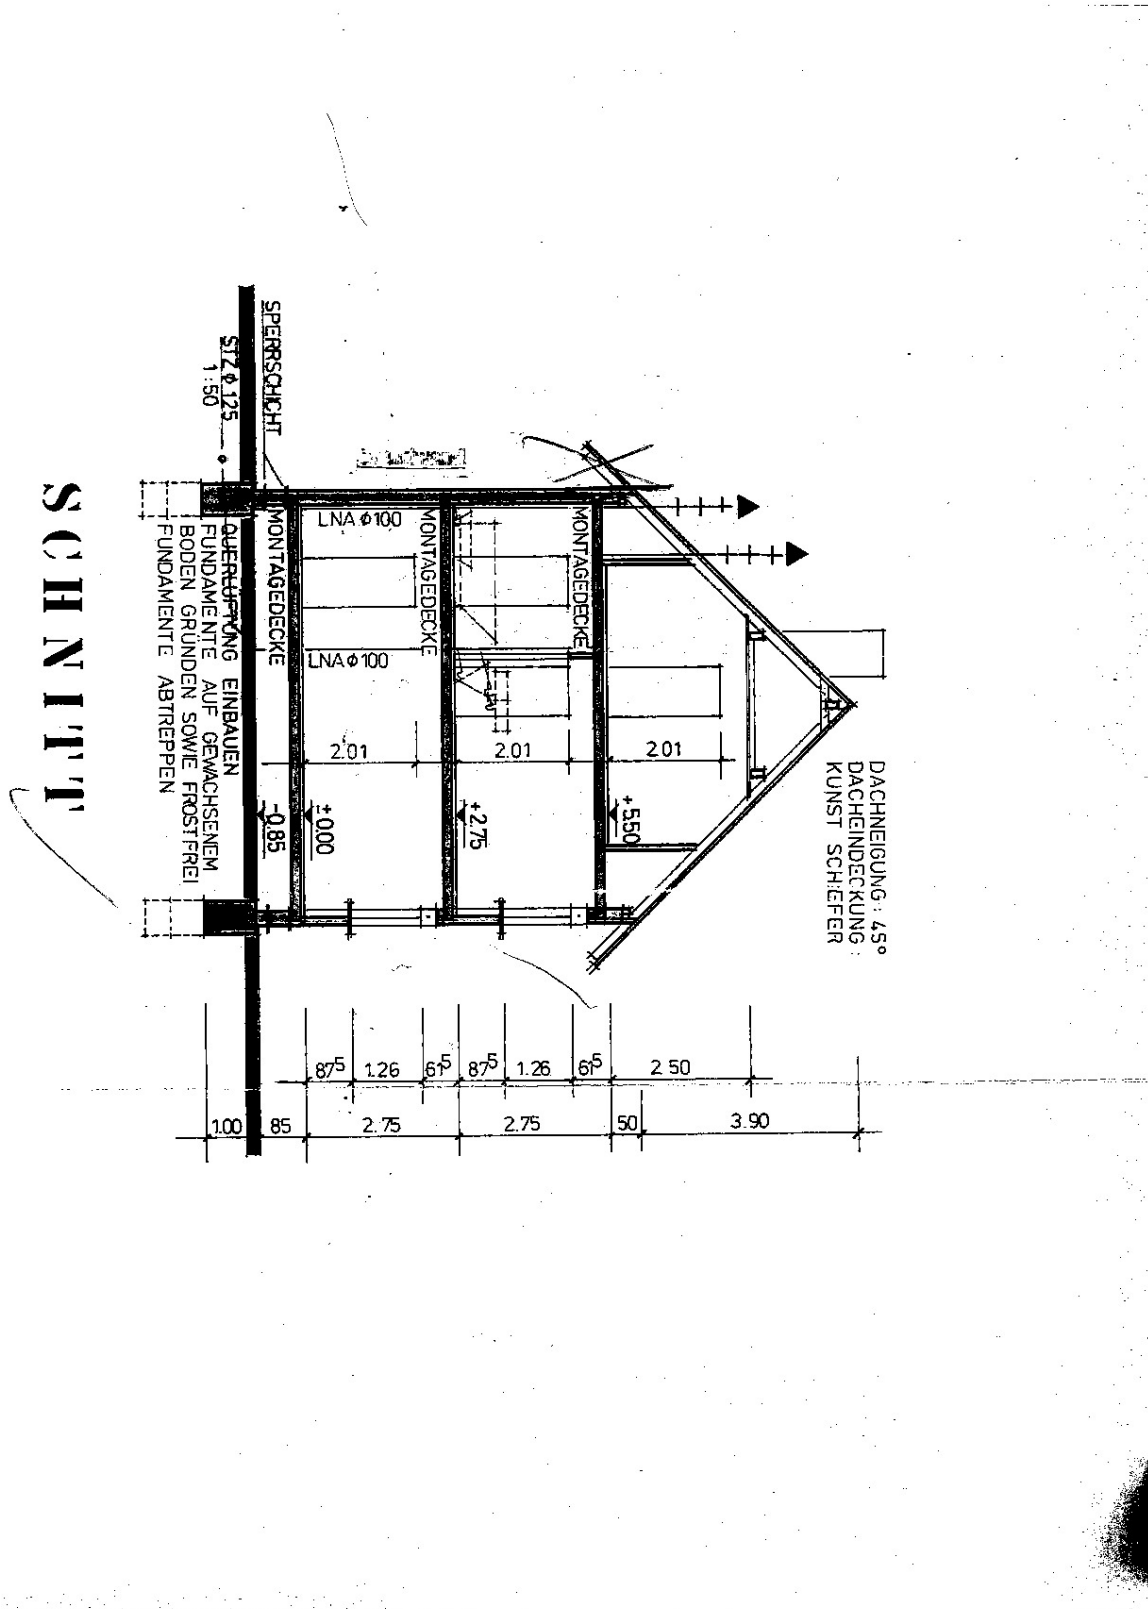 DACHNEIGUNG : 45°
DACHEINDECKUNG :
KUNST SCHIEFER
+5.50
2.01
MONTAGEDECKE
+2.75
2.01
MONTAGEDECKE
LNA ϕ 100
LNA ϕ 100
2.01
±0.00
MONTAGEDECKE
-0.85
SPERRSCHICHT
STZ ϕ 125
1:50
QUERLÜFTUNG EINBAUEN
FUNDAMENTE AUF GEWACHSENEM
BODEN GRÜNDEN SOWIE FROSTFREI
FUNDAMENTE ABTREPPEN
87⁵ 1.26 61⁵ 87⁵ 1.26 61⁵ 2.50
1.00 85 2.75 2.75 50 3.90
SCHNITT